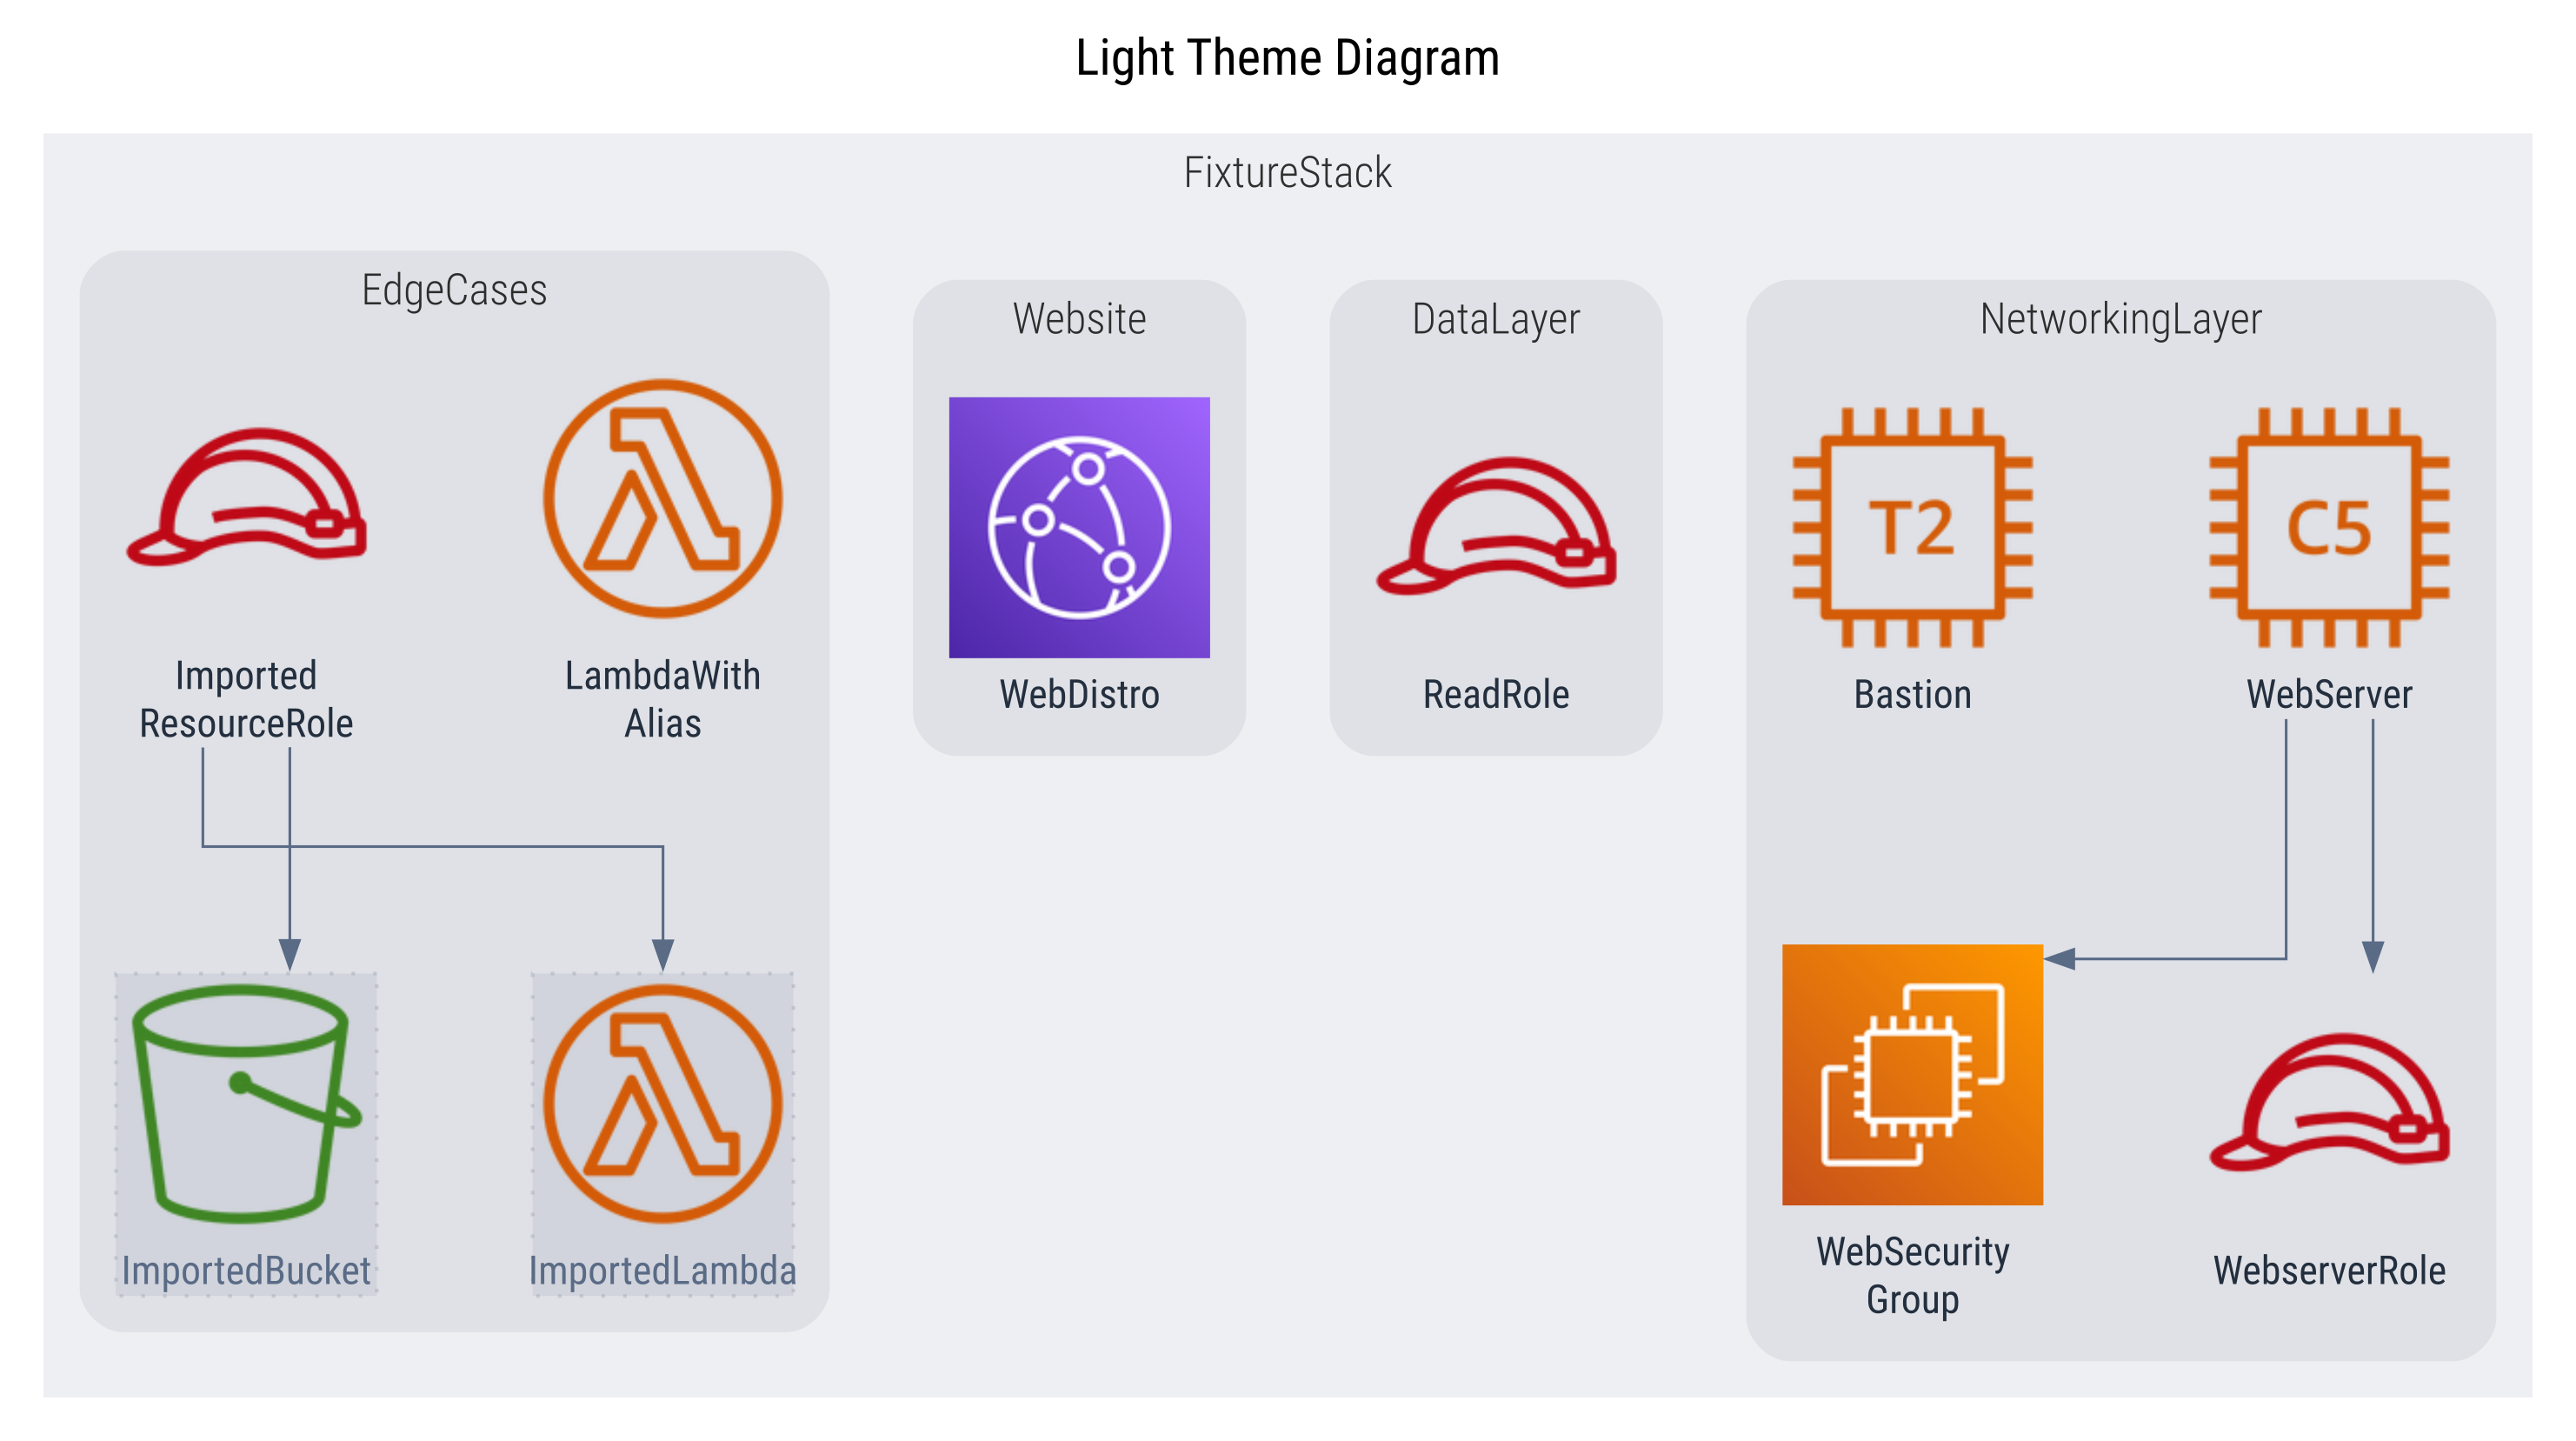 Light Theme Diagram
FixtureStack
EdgeCases
Imported
ResourceRole
LambdaWith
Alias
ImportedBucket
ImportedLambda
Website
WebDistro
DataLayer
ReadRole
NetworkingLayer
T2
Bastion
C5
WebServer
WebSecurity
Group
WebserverRole